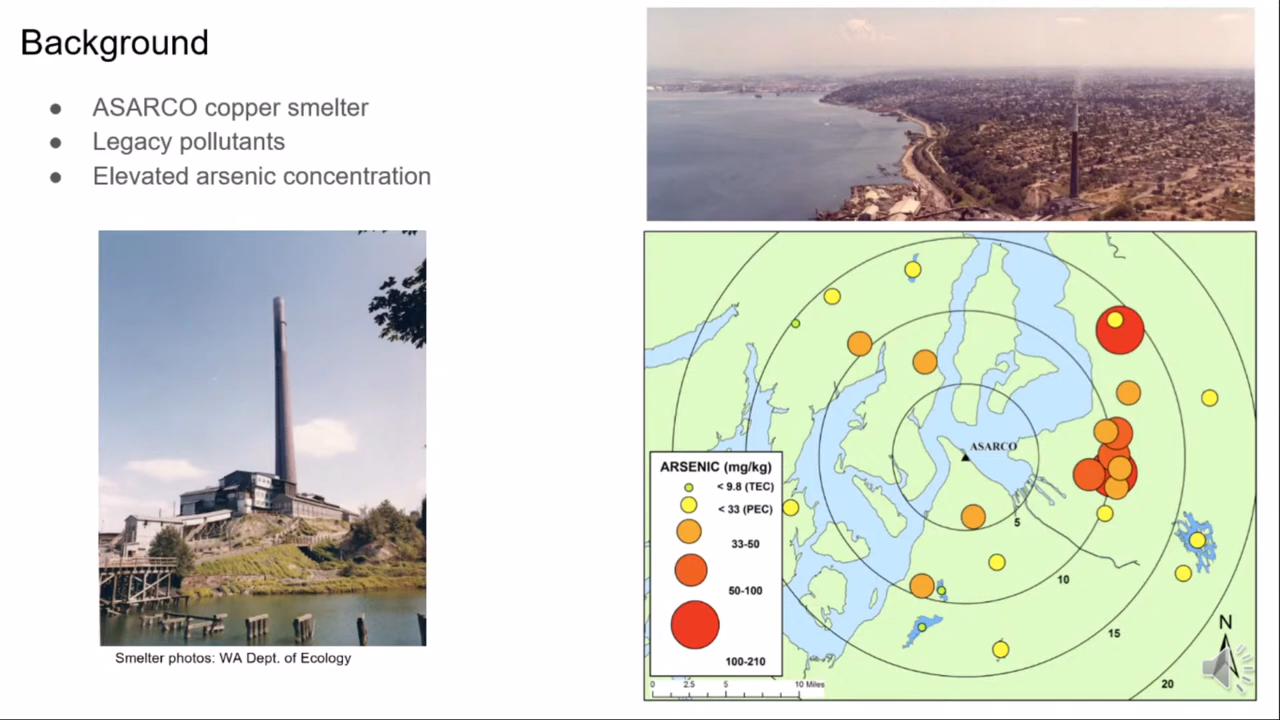 Background
● ASARCO copper smelter
● Legacy pollutants
● Elevated arsenic concentration
Smelter photos: WA Dept. of Ecology
ASARCO
5
10
15
20
N
ARSENIC (mg/kg)
< 9.8 (TEC)
< 33 (PEC)
33-50
50-100
100-210
0 2.5 5 10 Miles